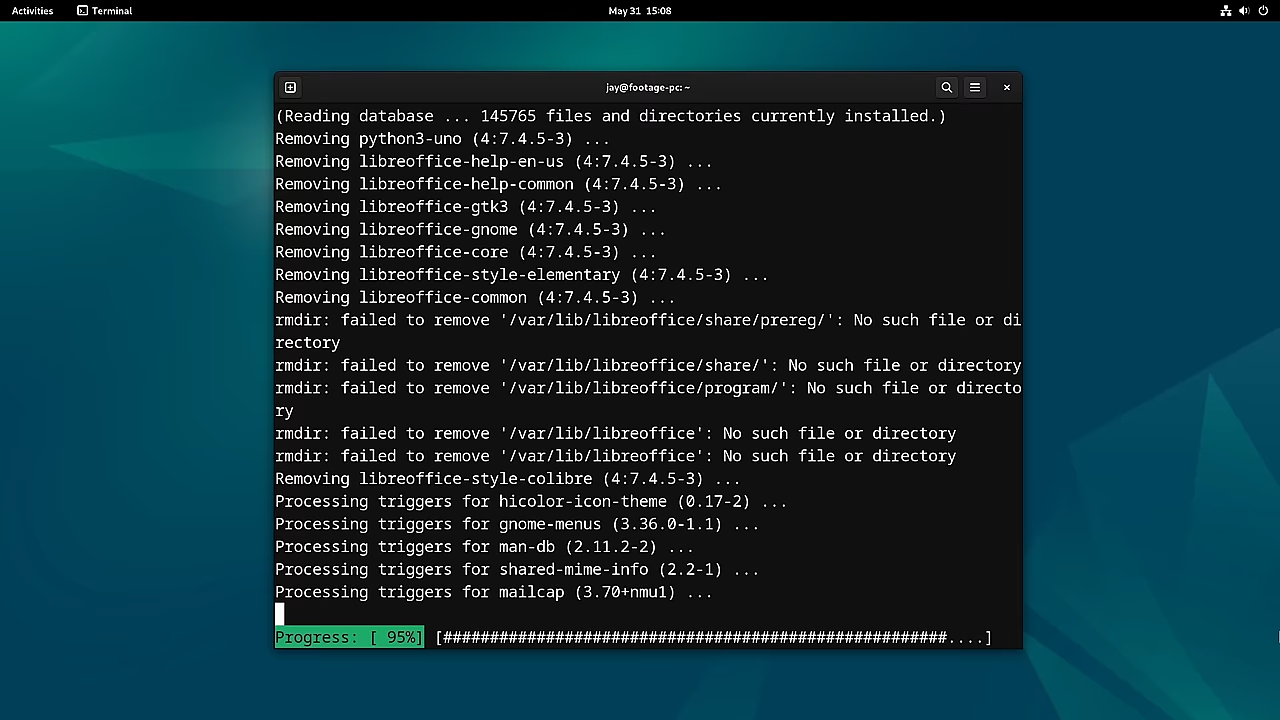 Activities Terminal May 31 15:08
jay@footage-pc: ~
(Reading database ... 145765 files and directories currently installed.)
Removing python3-uno (4:7.4.5-3) ...
Removing libreoffice-help-en-us (4:7.4.5-3) ...
Removing libreoffice-help-common (4:7.4.5-3) ...
Removing libreoffice-gtk3 (4:7.4.5-3) ...
Removing libreoffice-gnome (4:7.4.5-3) ...
Removing libreoffice-core (4:7.4.5-3) ...
Removing libreoffice-style-elementary (4:7.4.5-3) ...
Removing libreoffice-common (4:7.4.5-3) ...
rmdir: failed to remove '/var/lib/libreoffice/share/prereg/': No such file or di
rectory
rmdir: failed to remove '/var/lib/libreoffice/share/': No such file or directory
rmdir: failed to remove '/var/lib/libreoffice/program/': No such file or directo
ry
rmdir: failed to remove '/var/lib/libreoffice': No such file or directory
rmdir: failed to remove '/var/lib/libreoffice': No such file or directory
Removing libreoffice-style-colibre (4:7.4.5-3) ...
Processing triggers for hicolor-icon-theme (0.17-2) ...
Processing triggers for gnome-menus (3.36.0-1.1) ...
Processing triggers for man-db (2.11.2-2) ...
Processing triggers for shared-mime-info (2.2-1) ...
Processing triggers for mailcap (3.70+nmu1) ...
Progress: [ 95%] [######################################################....]